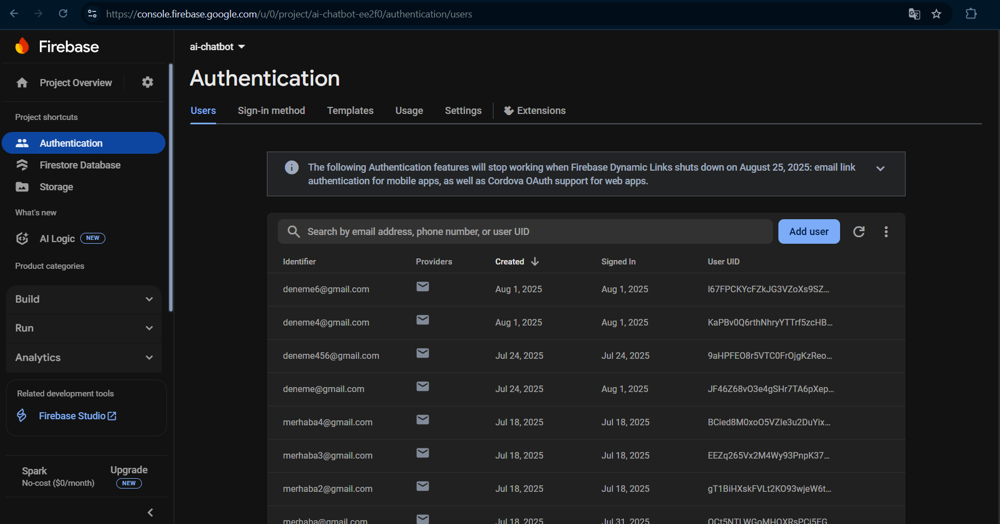 https://console.firebase.google.com/u/0/project/ai-chatbot-ee2f0/authentication/users
Firebase
Project Overview
Project shortcuts
Authentication
Firestore Database
Storage
What's new
AI Logic NEW
Product categories
Build
Run
Analytics
Related development tools
Firebase Studio
Spark
No-cost ($0/month)
Upgrade
NEW
ai-chatbot
Authentication
Users Sign-in method Templates Usage Settings Extensions
The following Authentication features will stop working when Firebase Dynamic Links shuts down on August 25, 2025: email link
authentication for mobile apps, as well as Cordova OAuth support for web apps.
Search by email address, phone number, or user UID Add user
Identifier Providers Created Signed In User UID
deneme6@gmail.com Aug 1, 2025 Aug 1, 2025 I67FPCKYcFZkJG3VZoXs9SZ...
deneme4@gmail.com Aug 1, 2025 Aug 1, 2025 KaPBv0Q6rthNhryYTTrf5zcHB...
deneme456@gmail.com Jul 24, 2025 Jul 24, 2025 9aHPFEO8r5VTC0FrOjgKzReo...
deneme@gmail.com Jul 24, 2025 Aug 1, 2025 JF46Z68vO3e4gSHr7TA6pXep...
merhaba4@gmail.com Jul 18, 2025 Jul 18, 2025 BCied8M0xoO5VZIe3u2DuYix...
merhaba3@gmail.com Jul 18, 2025 Jul 18, 2025 EEZq265Vx2M4Wy93PnpK37...
merhaba2@gmail.com Jul 18, 2025 Jul 18, 2025 gT1BiHXskFVLt2KO93wjeW6t...
merhaba@gmail.com Jul 18, 2025 Jul 31, 2025